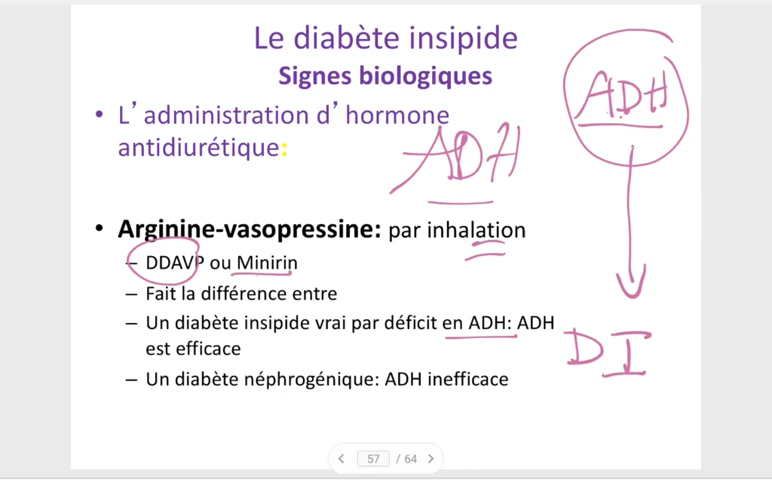 Le diabète insipide
Signes biologiques
• L'administration d'hormone
antidiurétique:
ADH
ADH
• Arginine-vasopressine: par inhalation
– DDAVP ou Minirin
– Fait la différence entre
– Un diabète insipide vrai par déficit en ADH: ADH
est efficace
– Un diabète néphrogénique: ADH inefficace
DI
< 57 / 64 >